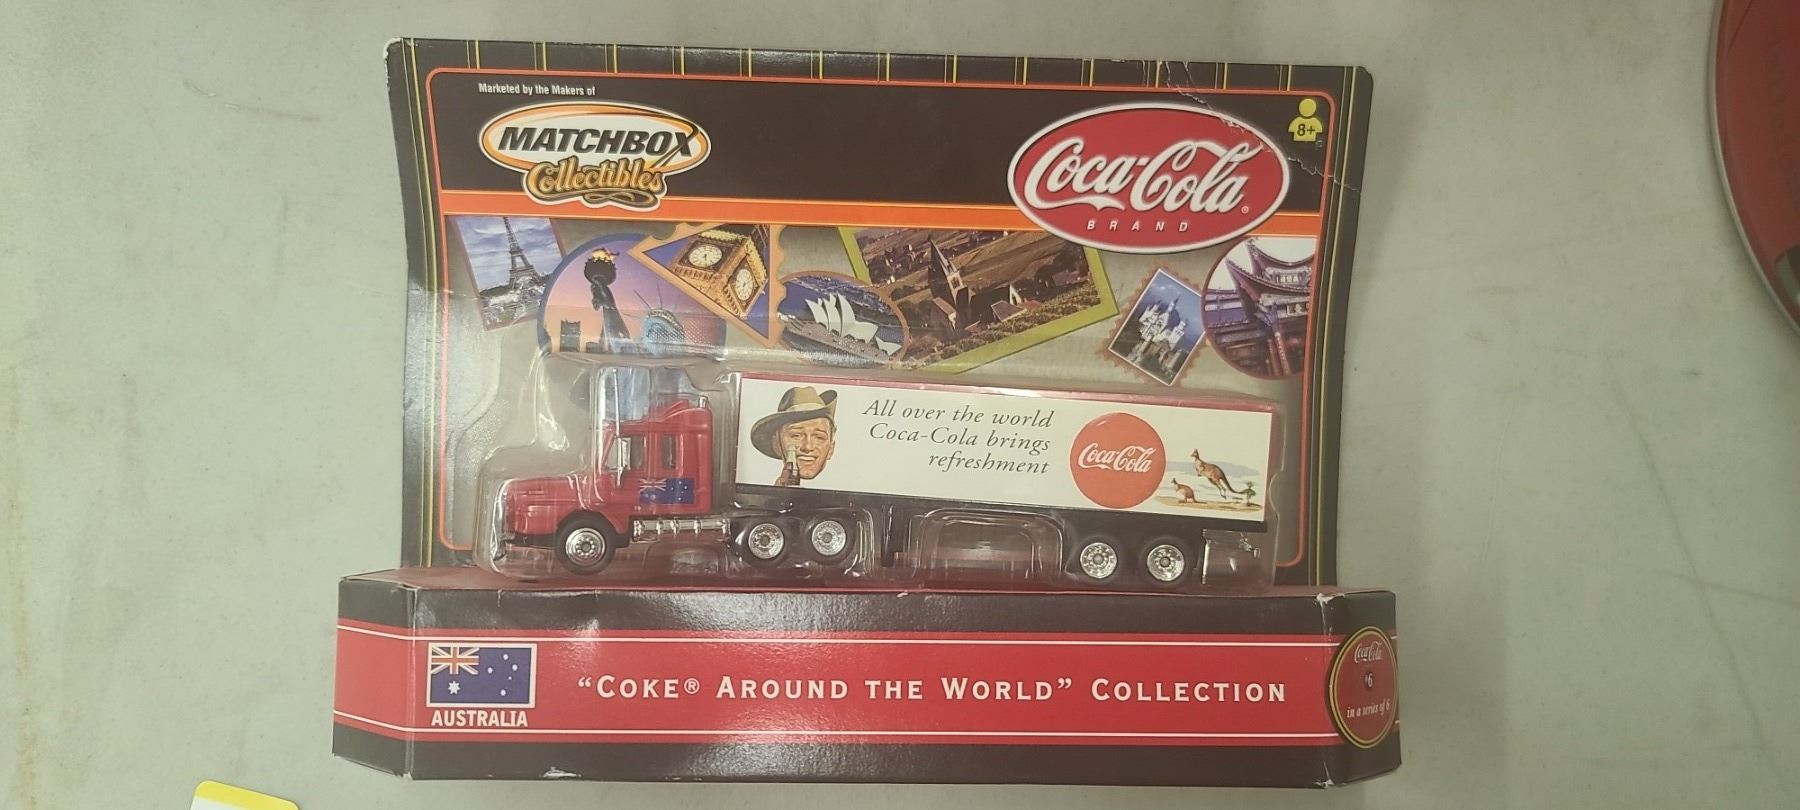 Marketed by the Makers of
MATCHBOX
Collectibles
Coca-Cola®
BRAND
8+
All over the world
Coca-Cola brings
refreshment
Coca-Cola
AUSTRALIA
"COKE® AROUND THE WORLD" COLLECTION
Coca-Cola
#6
in a series of 6